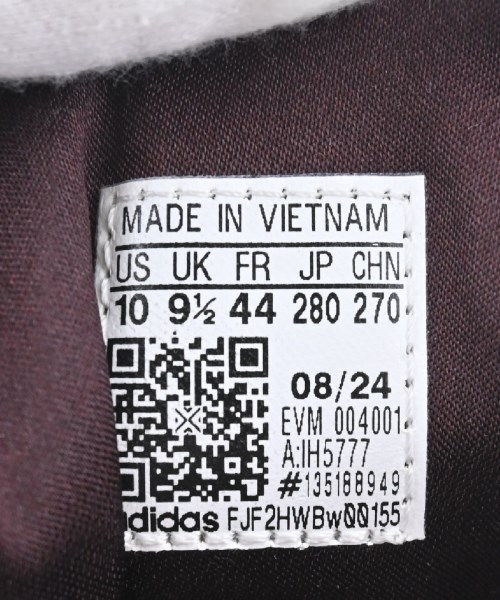 MADE IN VIETNAM
US UK FR JP CHN
10 9½ 44 280 270
08/24
EVM 004001
A:IH5777
#135188949
adidas FJF2HWBw00155